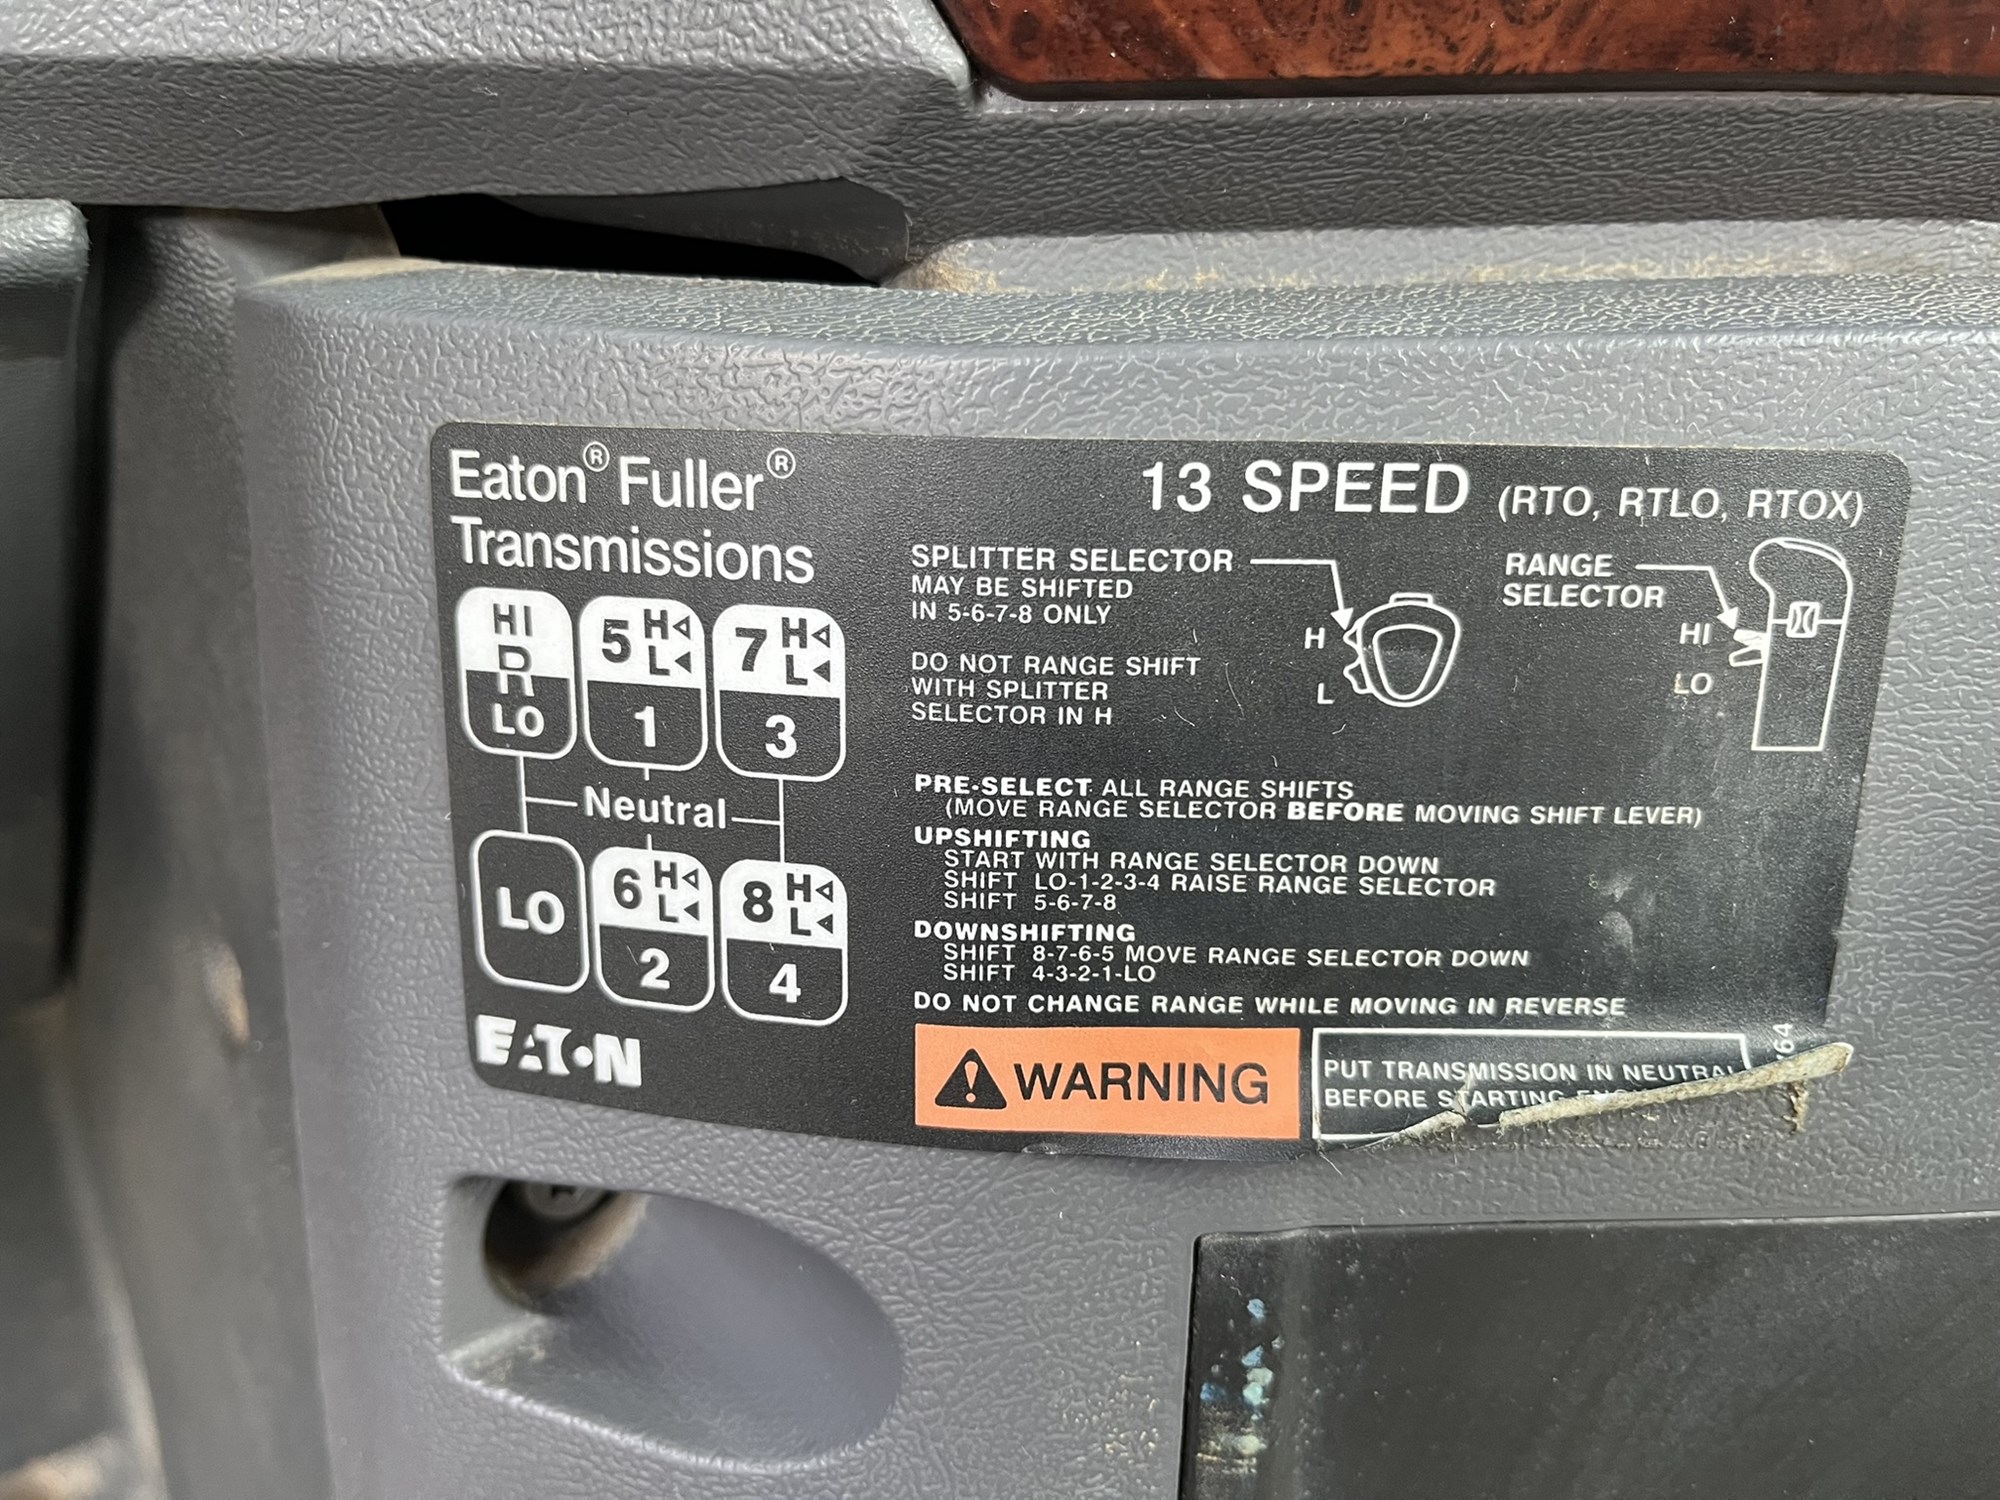 Eaton® Fuller®
Transmissions
HI
R
LO
5 H
L
1
7 H
L
3
Neutral
LO
6 H
L
2
8 H
L
4
EATON
13 SPEED (RTO, RTLO, RTOX)
SPLITTER SELECTOR
MAY BE SHIFTED
IN 5-6-7-8 ONLY
DO NOT RANGE SHIFT
WITH SPLITTER
SELECTOR IN H
H
L
RANGE
SELECTOR
HI
LO
PRE-SELECT ALL RANGE SHIFTS
(MOVE RANGE SELECTOR BEFORE MOVING SHIFT LEVER)
UPSHIFTING
START WITH RANGE SELECTOR DOWN
SHIFT LO-1-2-3-4 RAISE RANGE SELECTOR
SHIFT 5-6-7-8
DOWNSHIFTING
SHIFT 8-7-6-5 MOVE RANGE SELECTOR DOWN
SHIFT 4-3-2-1-LO
DO NOT CHANGE RANGE WHILE MOVING IN REVERSE
WARNING
PUT TRANSMISSION IN NEUTRAL
BEFORE STARTING